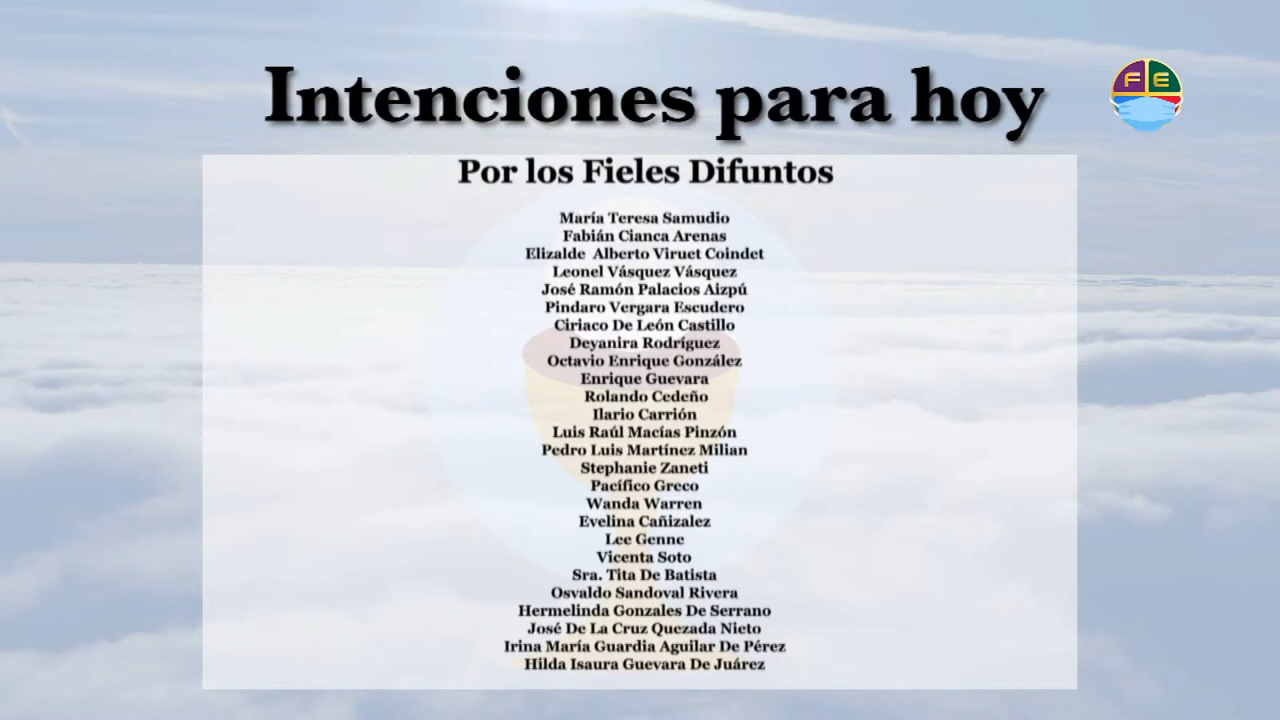 Intenciones para hoy
FE
Por los Fieles Difuntos
María Teresa Samudio
Fabián Cianca Arenas
Elizalde  Alberto Viruet Coindet
Leonel Vásquez Vásquez
José Ramón Palacios Aizpú
Pindaro Vergara Escudero
Ciriaco De León Castillo
Deyanira Rodríguez
Octavio Enrique González
Enrique Guevara
Rolando Cedeño
Ilario Carrión
Luis Raúl Macías Pinzón
Pedro Luis Martínez Milian
Stephanie Zaneti
Pacífico Greco
Wanda Warren
Evelina Cañizalez
Lee Genne
Vicenta Soto
Sra. Tita De Batista
Osvaldo Sandoval Rivera
Hermelinda Gonzales De Serrano
José De La Cruz Quezada Nieto
Irina María Guardia Aguilar De Pérez
Hilda Isaura Guevara De Juárez